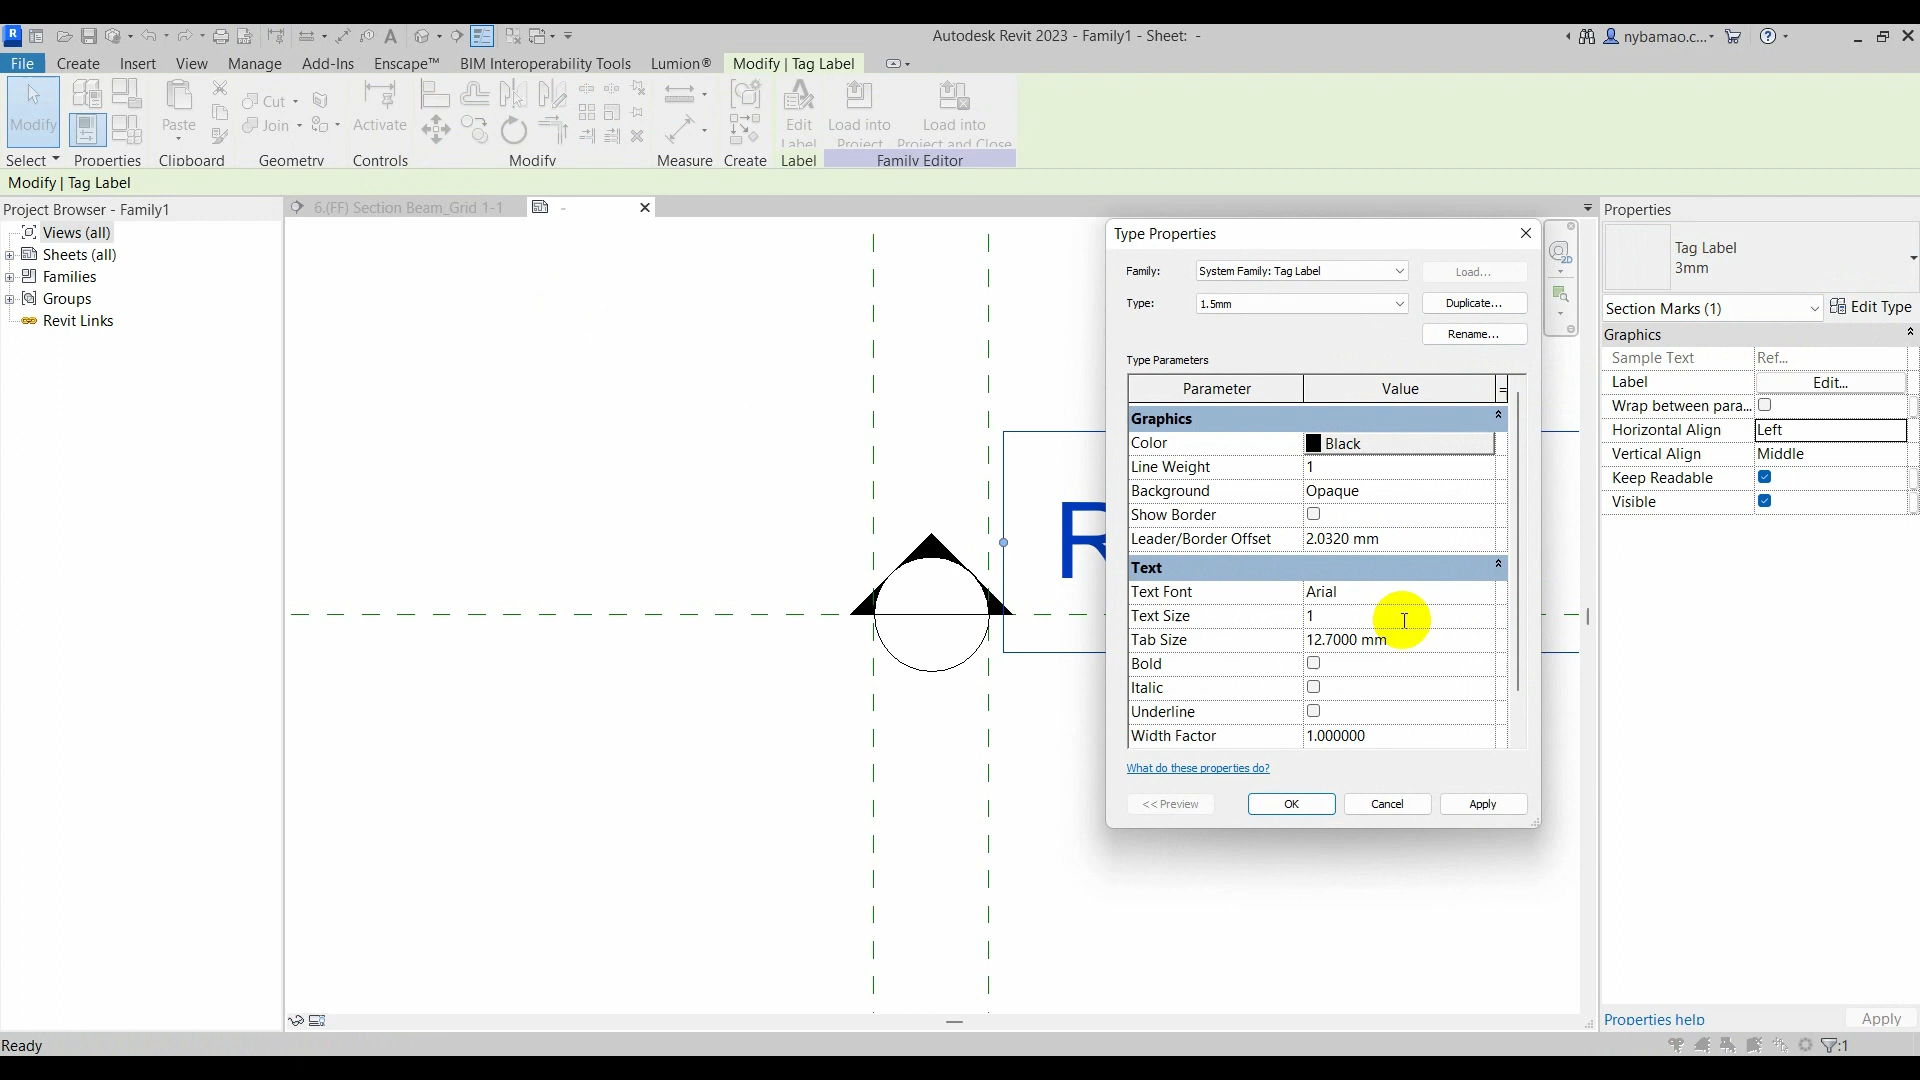 Autodesk Revit 2023 - Family1 - Sheet: -
nybamao.c...
File Create Insert View Manage Add-Ins Enscape™ BIM Interoperability Tools Lumion® Modify | Tag Label
Modify
Paste
Cut
Join
Activate
Edit
Label
Load into
Project
Load into
Project and Close
Select Properties Clipboard Geometry Controls Modify Measure Create Label Family Editor
Modify | Tag Label
Project Browser - Family1
Views (all)
Sheets (all)
Families
Groups
Revit Links
6.(FF) Section Beam_Grid 1-1
-
R
Type Properties
Family: System Family: Tag Label Load...
Type: 1.5mm Duplicate...
Rename...
Type Parameters
Parameter Value =
Graphics
Color Black
Line Weight 1
Background Opaque
Show Border
Leader/Border Offset 2.0320 mm
Text
Text Font Arial
Text Size 1
Tab Size 12.7000 mm
Bold
Italic
Underline
Width Factor 1.000000
What do these properties do?
<< Preview OK Cancel Apply
2D
Properties
Tag Label
3mm
Section Marks (1) Edit Type
Graphics
Sample Text Ref...
Label Edit...
Wrap between para...
Horizontal Align Left
Vertical Align Middle
Keep Readable
Visible
Properties help Apply
Ready
:1